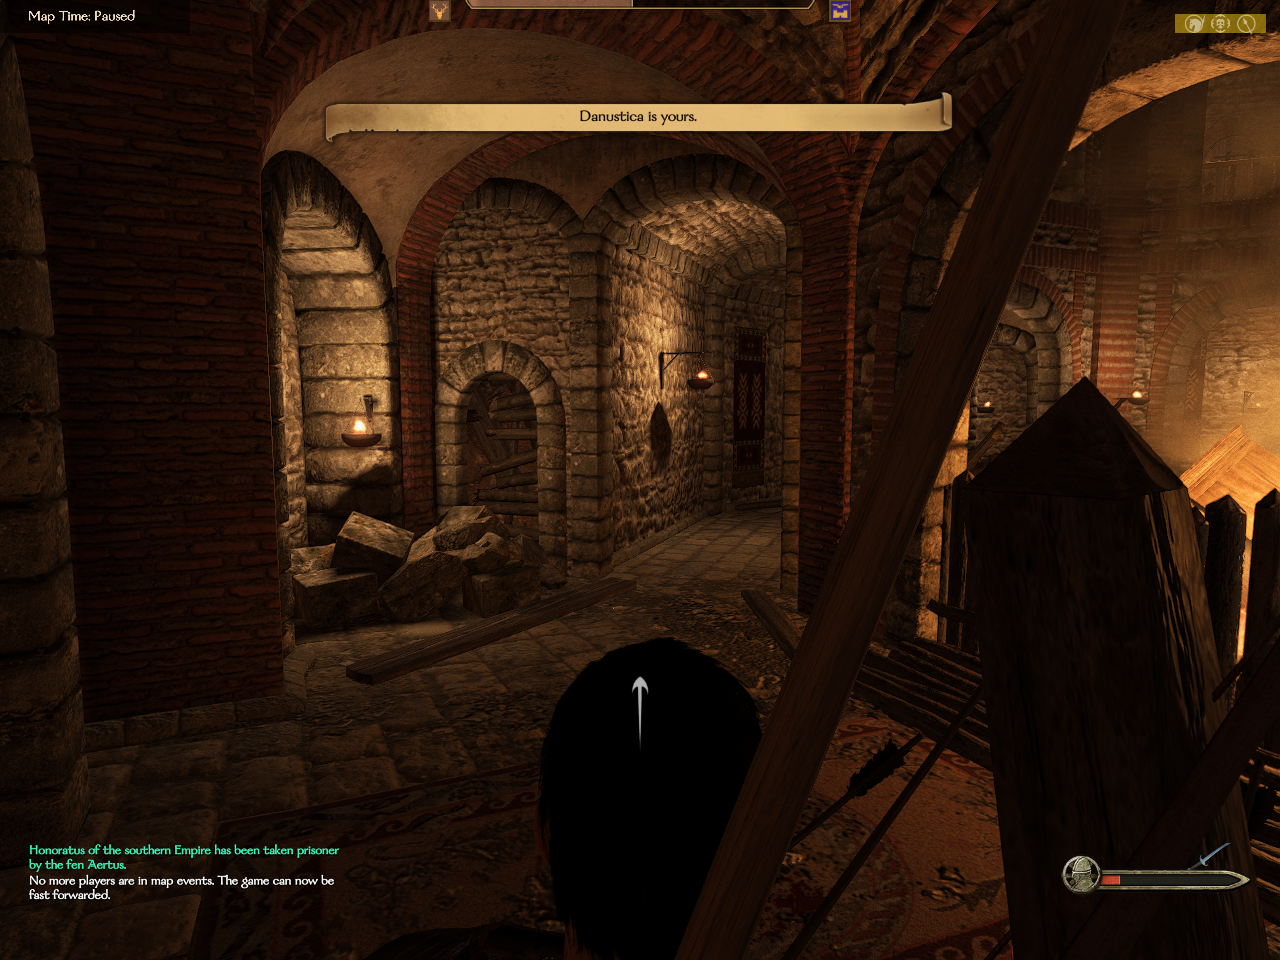 Map Time: Paused
Danustica is yours.
Honoratus of the southern Empire has been taken prisoner
by the fen Aertus.
No more players are in map events. The game can now be
fast forwarded.